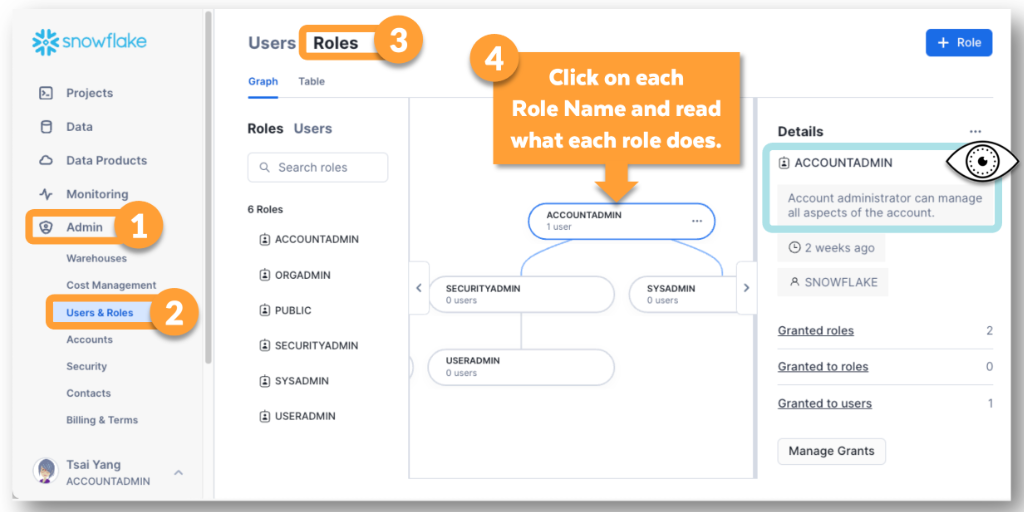 snowflake
Projects
Data
Data Products
Monitoring
Admin
1
Warehouses
Cost Management
Users & Roles
2
Accounts
Security
Contacts
Billing & Terms
Tsai Yang
ACCOUNTADMIN
Users Roles
3
+ Role
Graph Table
Roles Users
Search roles
6 Roles
ACCOUNTADMIN
ORGADMIN
PUBLIC
SECURITYADMIN
SYSADMIN
USERADMIN
4
Click on each
Role Name and read
what each role does.
ACCOUNTADMIN
1 user
SECURITYADMIN
0 users
SYSADMIN
0 users
USERADMIN
0 users
Details
ACCOUNTADMIN
Account administrator can manage
all aspects of the account.
2 weeks ago
SNOWFLAKE
Granted roles 2
Granted to roles 0
Granted to users 1
Manage Grants